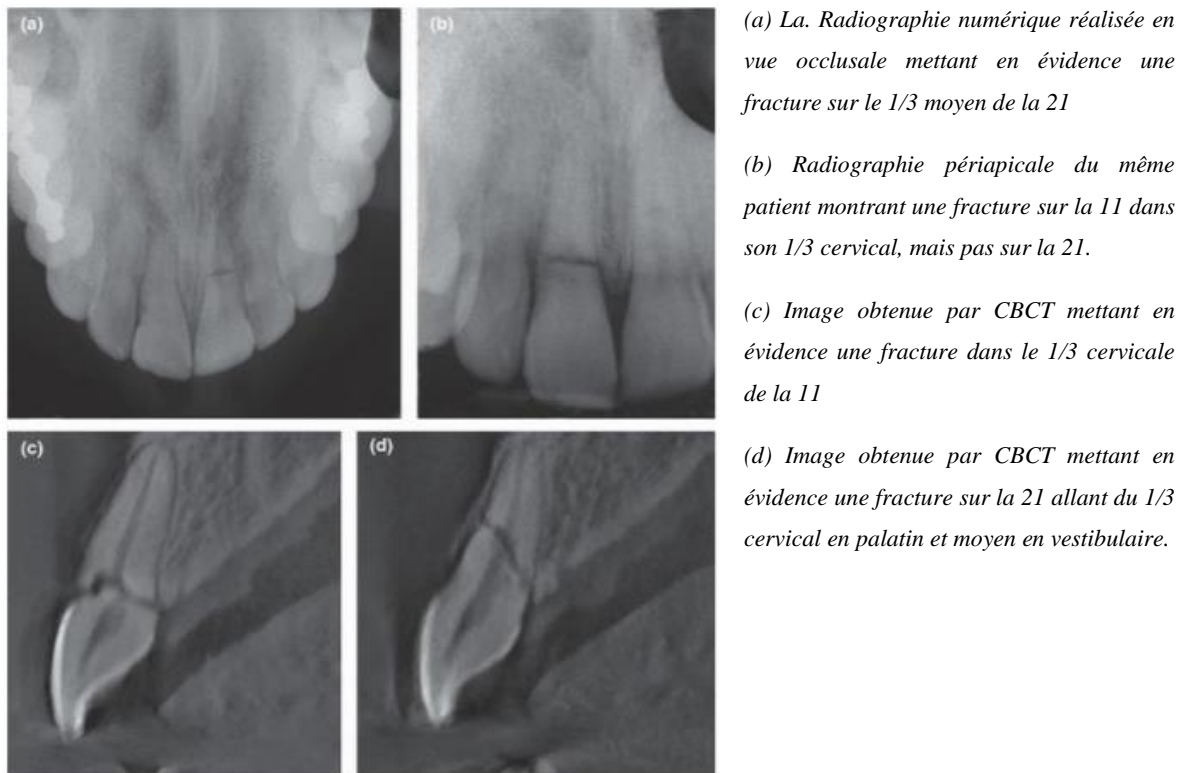 (a)
(b)
(c)
(d)
(a) La. Radiographie numérique réalisée en
vue occlusale mettant en évidence une
fracture sur le 1/3 moyen de la 21
(b) Radiographie périapicale du même
patient montrant une fracture sur la 11 dans
son 1/3 cervical, mais pas sur la 21.
(c) Image obtenue par CBCT mettant en
évidence une fracture dans le 1/3 cervicale
de la 11
(d) Image obtenue par CBCT mettant en
évidence une fracture sur la 21 allant du 1/3
cervical en palatin et moyen en vestibulaire.